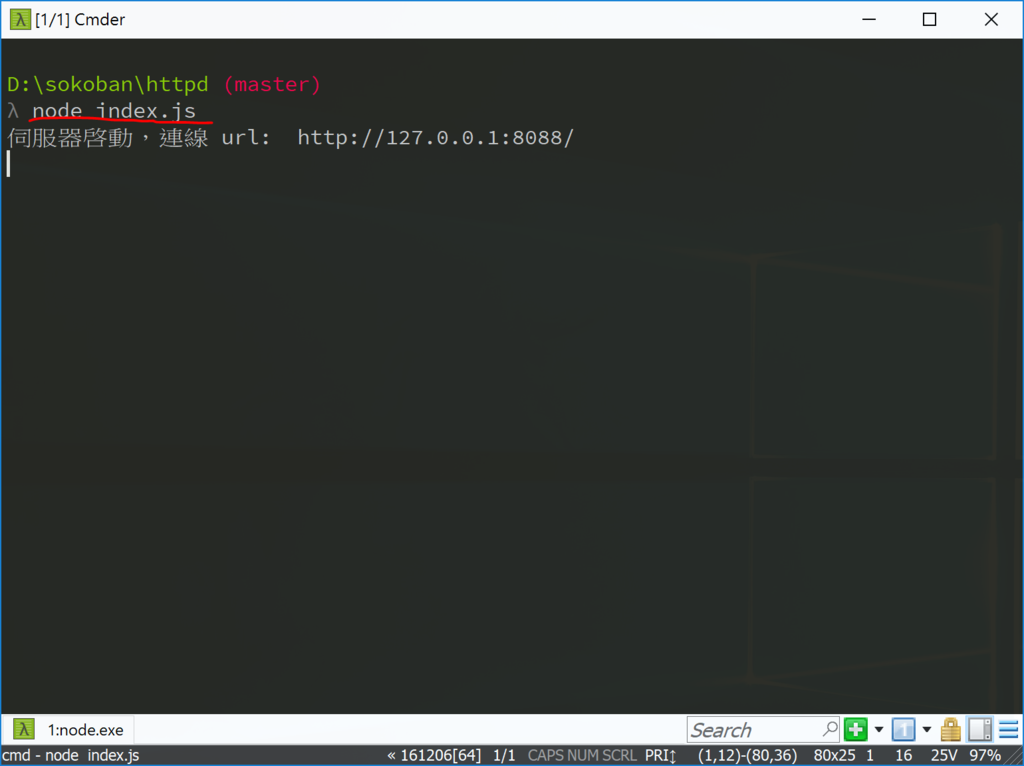 [1/1] Cmder
D:\sokoban\httpd (master)
λ node index.js
伺服器啓動，連線 url:  http://127.0.0.1:8088/
λ 1:node.exe
Search
1
cmd - node  index.js
« 161206[64] 1/1 CAPS NUM SCRL PRI↕ (1,12)-(80,36) 80x25 1 16 25V 97%